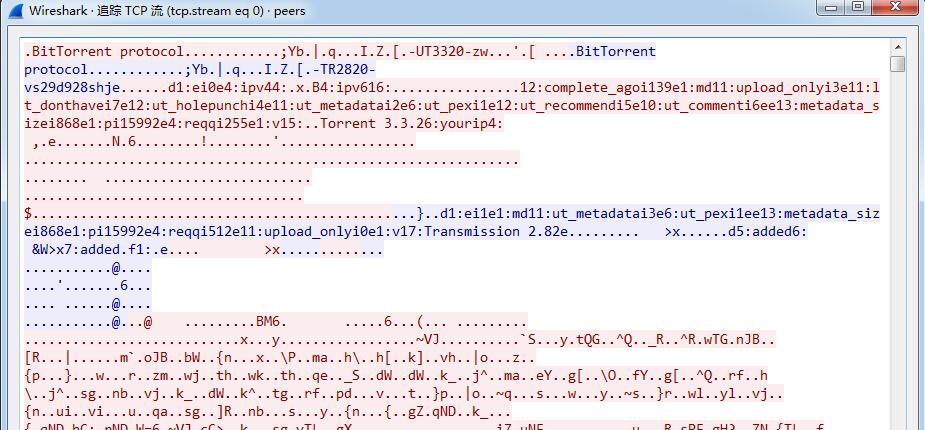 Wireshark · 追踪 TCP 流 (tcp.stream eq 0) · peers
.BitTorrent protocol............;Yb.|.q...I.Z.[.-UT3320-zw...'.[ ....BitTorrent
protocol............;Yb.|.q...I.Z.[.-TR2820-
vs29d928shje......d1:ei0e4:ipv44:.x.B4:ipv616:................12:complete_agoi139e1:md11:upload_onlyi3e11:l
t_donthavei7e12:ut_holepunchi4e11:ut_metadatai2e6:ut_pexi1e12:ut_recommendi5e10:ut_commenti6ee13:metadata_s
izei868e1:pi15992e4:reqqi255e1:v15:..Torrent 3.3.26:yourip4:
,.e.......N.6........!........'.................
..............................................................
........  ..........................
...................................
$................................................}..d1:ei1e1:md11:ut_metadatai3e6:ut_pexi1ee13:metadata_siz
ei868e1:pi15992e4:reqqi512e11:upload_onlyi0e1:v17:Transmission 2.82e.........   >x......d5:added6:
&W>x7:added.f1:.e....    >x.............
...........@....
....'.......6...
.... ......@....
...........@...@    .........BM6.       .....6...(... .........
..........................x...y.................~VJ..........`S...y.tQG..^Q.._R..^R.wTG.nJB..
[R...|......m`.oJB..bW..{n...x..\P..ma..h\..h[..k]..vh..|o...z..
{p...}...w...r..zm..wj..th..wk..th..qe.._S..dW..dW..k_..j^..ma..eY..g[..\O..fY..g[..^Q..rf..h
\..j^..sg..nb..vj..k_..dW..k^..tg..rf..pd...v...t..}p..|o..~q...s...w...y..~s..}r..wl..yl..vj..
{n..ui..vi...u..qa..sg..]R..nb...s...y..{n...{..gZ.qND..k_...